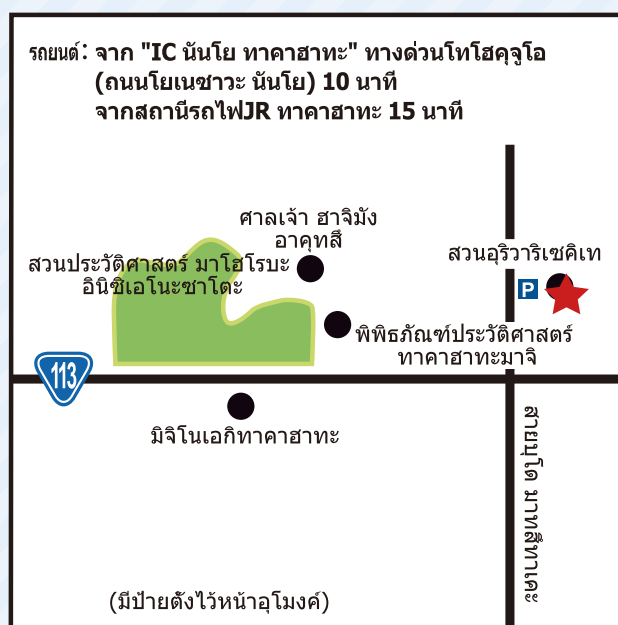 รถยนต์: จาก "IC นันโย ทาคาฮาทะ" ทางด่วนโทโฮคุจูโอ
(ถนนโยเนซาวะ นันโย) 10 นาที
จากสถานีรถไฟJR ทาคาฮาทะ 15 นาที
ศาลเจ้า ฮาจิมัง
อาคุทสึ
สวนประวัติศาสตร์ มาโฮโรบะ
อินิซิเอโนะซาโตะ
สวนอุริวาริเซคิเท
P
พิพิธภัณฑ์ประวัติศาสตร์
ทาคาฮาทะมาจิ
113
มิจิโนเอกิทาคาฮาทะ
สายมุโด มาทสึทาเคะ
(มีป้ายตั้งไว้หน้าอุโมงค์)